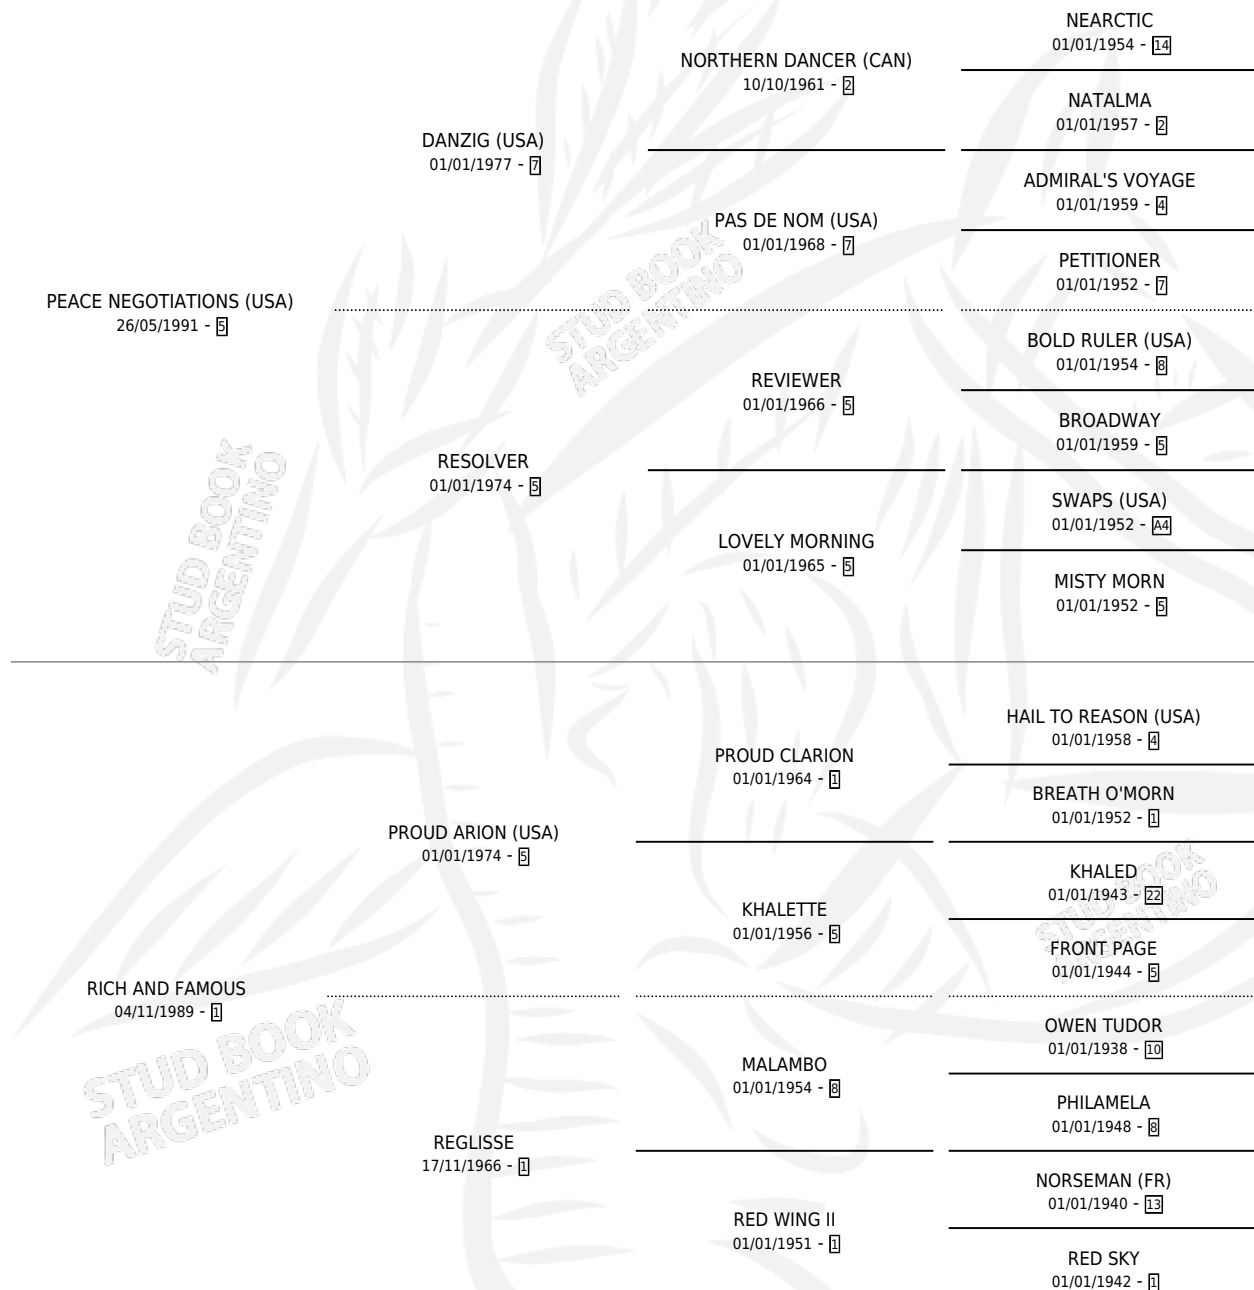 NEARCTIC
01/01/1954 - 14
NORTHERN DANCER (CAN)
10/10/1961 - 2
NATALMA
01/01/1957 - 2
DANZIG (USA)
01/01/1977 - 7
ADMIRAL'S VOYAGE
01/01/1959 - 4
PAS DE NOM (USA)
01/01/1968 - 7
PETITIONER
01/01/1952 - 7
PEACE NEGOTIATIONS (USA)
26/05/1991 - 5
BOLD RULER (USA)
01/01/1954 - 8
REVIEWER
01/01/1966 - 5
BROADWAY
01/01/1959 - 5
RESOLVER
01/01/1974 - 5
SWAPS (USA)
01/01/1952 - A4
LOVELY MORNING
01/01/1965 - 5
MISTY MORN
01/01/1952 - 5
HAIL TO REASON (USA)
01/01/1958 - 4
PROUD CLARION
01/01/1964 - 1
BREATH O'MORN
01/01/1952 - 1
PROUD ARION (USA)
01/01/1974 - 5
KHALED
01/01/1943 - 22
KHALETTE
01/01/1956 - 5
FRONT PAGE
01/01/1944 - 5
RICH AND FAMOUS
04/11/1989 - 1
OWEN TUDOR
01/01/1938 - 10
MALAMBO
01/01/1954 - 8
PHILAMELA
01/01/1948 - 8
REGLISSE
17/11/1966 - 1
NORSEMAN (FR)
01/01/1940 - 13
RED WING II
01/01/1951 - 1
RED SKY
01/01/1942 - 1
STUD BOOK
ARGENTINO
STUD BOOK
ARGENTINO
STUD BOOK
ARGENTINO
STUD BOOK
ARGENTINO